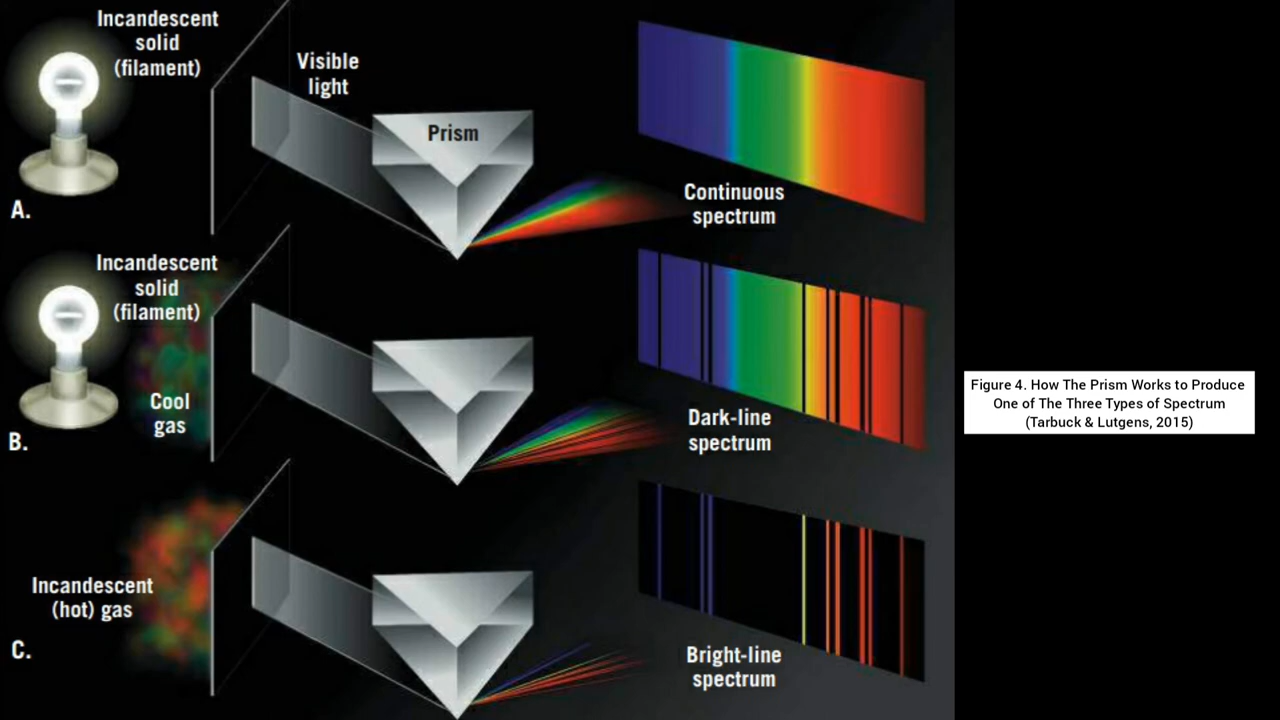 Incandescent
solid
(filament)
Visible
light
Prism
Continuous
spectrum
A.
Incandescent
solid
(filament)
Cool
gas
Dark-line
spectrum
B.
Figure 4. How The Prism Works to Produce
One of The Three Types of Spectrum
(Tarbuck & Lutgens, 2015)
Incandescent
(hot) gas
Bright-line
spectrum
C.